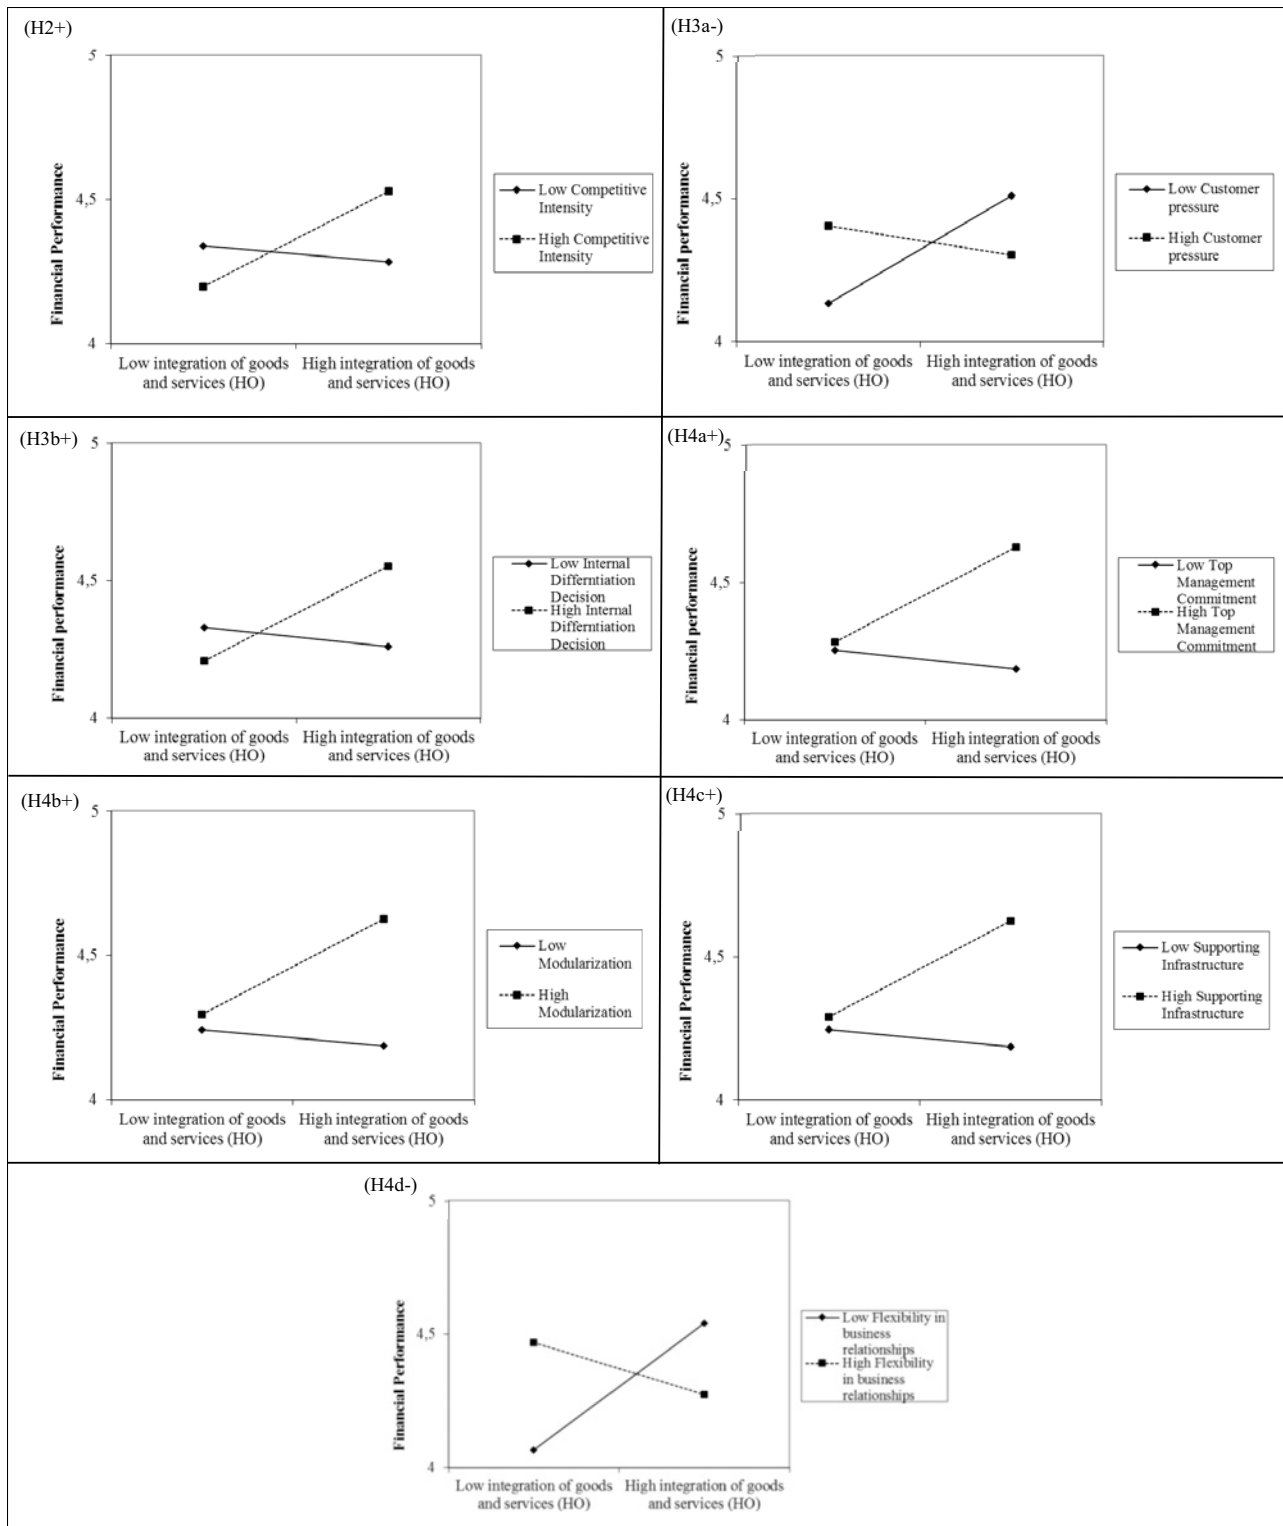 (H2+)
5
4,5
4
Financial Performance
Low integration of goods
and services (HO)
High integration of goods
and services (HO)
Low Competitive
Intensity
High Competitive
Intensity
(H3a-)
5
4,5
4
Financial performance
Low integration of goods
and services (HO)
High integration of goods
and services (HO)
Low Customer
pressure
High Customer
pressure
(H3b+)
5
4,5
4
Financial performance
Low integration of goods
and services (HO)
High integration of goods
and services (HO)
Low Internal
Differntiation
Decision
High Internal
Differntiation
Decision
(H4a+)
5
4,5
4
Financial performance
Low integration of goods
and services (HO)
High integration of goods
and services (HO)
Low Top
Management
Commitment
High Top
Management
Commitment
(H4b+)
5
4,5
4
Financial Performance
Low integration of goods
and services (HO)
High integration of goods
and services (HO)
Low
Modularization
High
Modularization
(H4c+)
5
4,5
4
Financial Performance
Low integration of goods
and services (HO)
High integration of goods
and services (HO)
Low Supporting
Infrastructure
High Supporting
Infrastructure
(H4d-)
5
4,5
4
Financial Performance
Low integration of goods
and services (HO)
High integration of goods
and services (HO)
Low Flexibility in
business
relationships
High Flexibility
in business
relationships